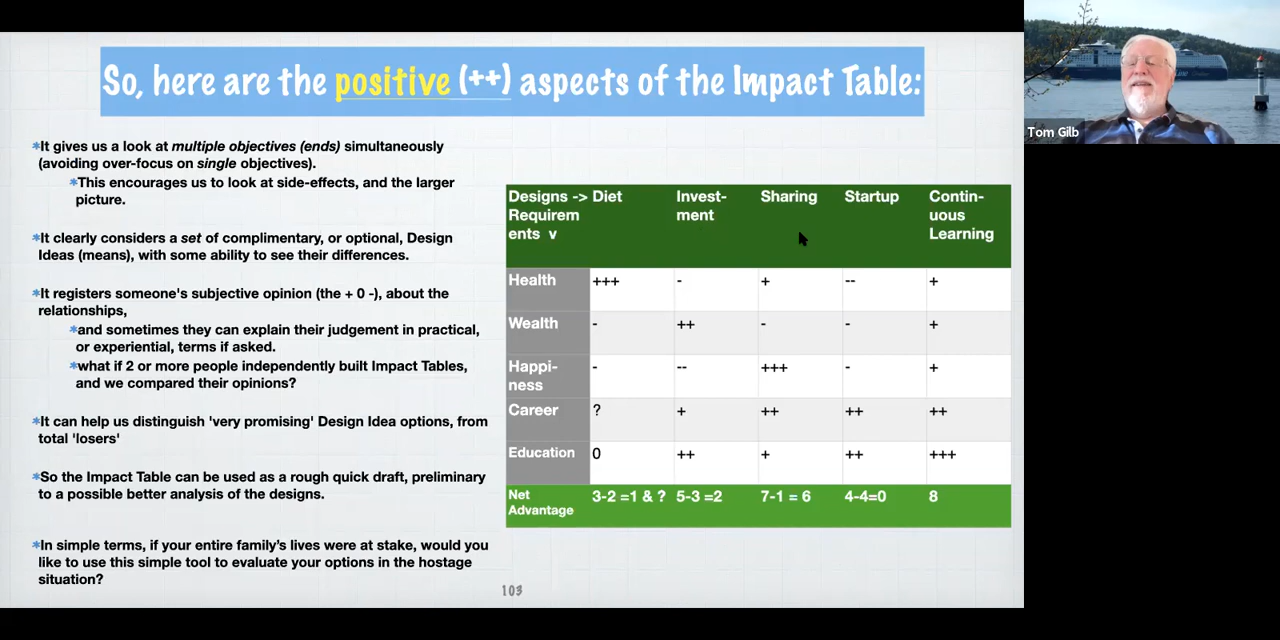 So, here are the positive (++) aspects of the Impact Table:
*It gives us a look at multiple objectives (ends) simultaneously
(avoiding over-focus on single objectives).
*This encourages us to look at side-effects, and the larger
picture.
*It clearly considers a set of complimentary, or optional, Design
Ideas (means), with some ability to see their differences.
*It registers someone's subjective opinion (the + 0 -), about the
relationships,
*and sometimes they can explain their judgement in practical,
or experiential, terms if asked.
*what if 2 or more people independently built Impact Tables,
and we compared their opinions?
*It can help us distinguish 'very promising' Design Idea options, from
total 'losers'
*So the Impact Table can be used as a rough quick draft, preliminary
to a possible better analysis of the designs.
*In simple terms, if your entire family's lives were at stake, would you
like to use this simple tool to evaluate your options in the hostage
situation?
Designs -> Diet Invest- Sharing Startup Contin-
Requirem ment uous
ents v Learning
Health +++ - + -- +
Wealth - ++ - - +
Happi- - -- +++ - +
ness
Career ? + ++ ++ ++
Education 0 ++ + ++ +++
Net 3-2 =1 & ? 5-3 =2 7-1 = 6 4-4=0 8
Advantage
103
Tom Gilb